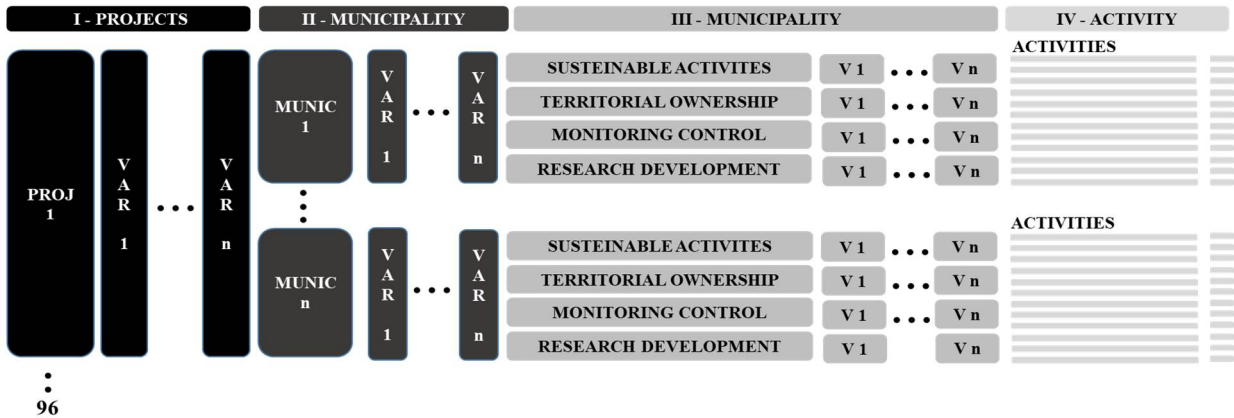 I - PROJECTS
II - MUNICIPALITY
III - MUNICIPALITY
IV - ACTIVITY
PROJ
1
V
A
R
1
• • •
V
A
R
n
MUNIC
1
V
A
R
1
• • •
V
A
R
n
SUSTEINABLE ACTIVITES V 1 • • • V n
TERRITORIAL OWNERSHIP V 1 • • • V n
MONITORING CONTROL V 1 • • • V n
RESEARCH DEVELOPMENT V 1 • • • V n
ACTIVITIES
MUNIC
n
V
A
R
1
• • •
V
A
R
n
SUSTEINABLE ACTIVITES V 1 • • • V n
TERRITORIAL OWNERSHIP V 1 • • • V n
MONITORING CONTROL V 1 • • • V n
RESEARCH DEVELOPMENT V 1 V n
ACTIVITIES
96